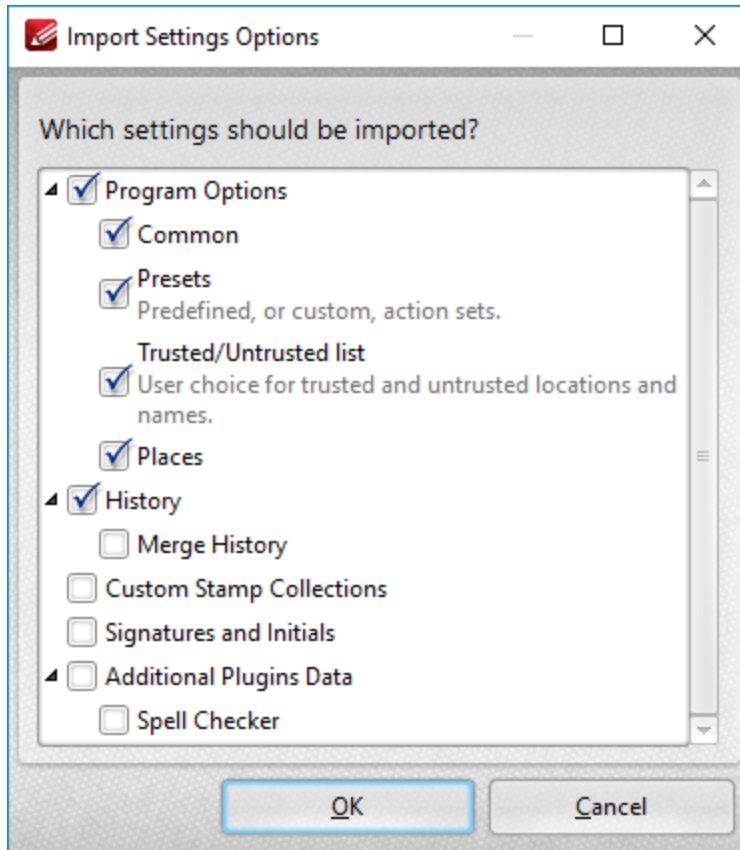 Import Settings Options
Which settings should be imported?
Program Options
Common
Presets
Predefined, or custom, action sets.
Trusted/Untrusted list
User choice for trusted and untrusted locations and
names.
Places
History
Merge History
Custom Stamp Collections
Signatures and Initials
Additional Plugins Data
Spell Checker
OK
Cancel